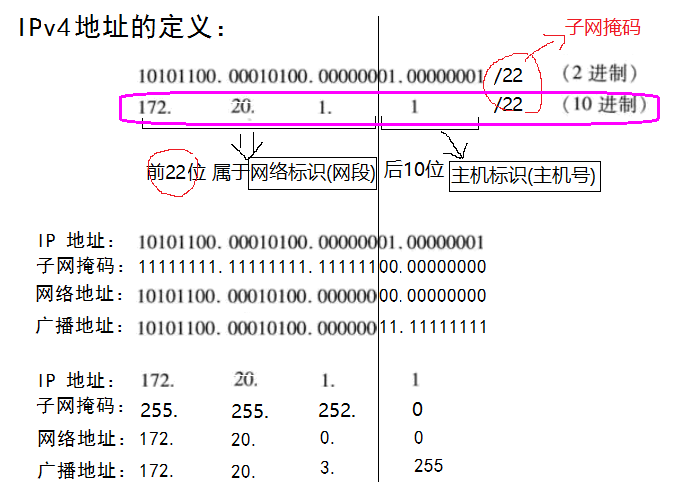 IPv4地址的定义：
子网掩码
10101100. 00010100. 00000001. 00000001 /22 （2 进制）
172. 20. 1. 1 /22 （10 进制）
前22位 属于 网络标识(网段) 后10位 主机标识(主机号)
IP 地址： 10101100. 00010100. 00000001. 00000001
子网掩码： 11111111. 11111111. 11111100. 00000000
网络地址： 10101100. 00010100. 00000000. 00000000
广播地址： 10101100. 00010100. 00000011. 11111111
IP 地址： 172. 20. 1. 1
子网掩码： 255. 255. 252. 0
网络地址： 172. 20. 0. 0
广播地址： 172. 20. 3. 255